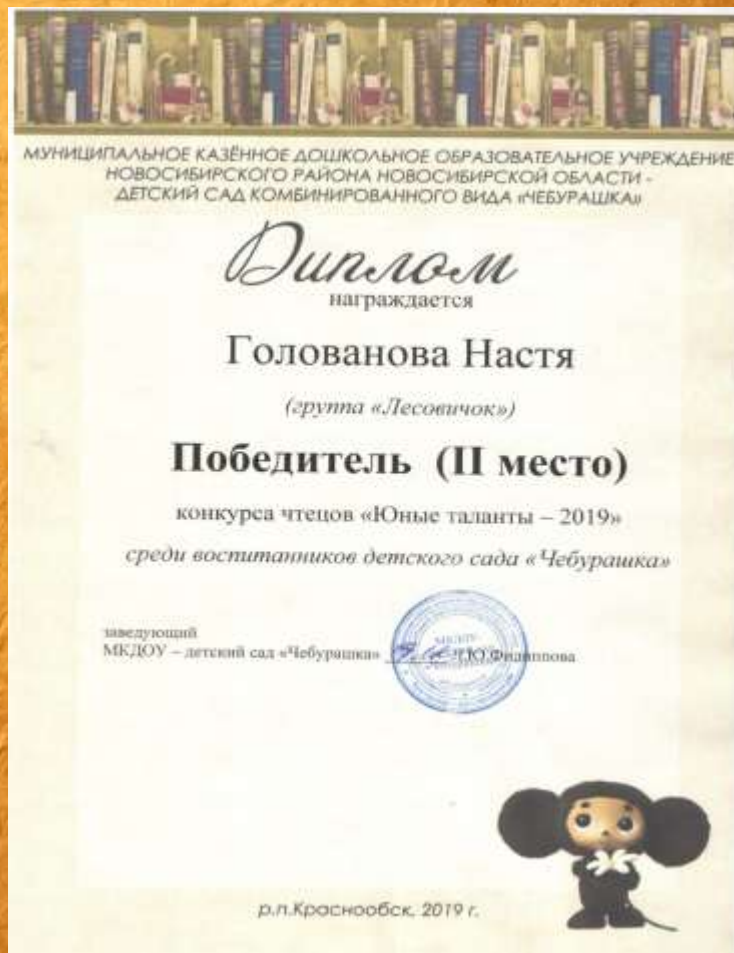 МУНИЦИПАЛЬНОЕ КАЗЁННОЕ ДОШКОЛЬНОЕ ОБРАЗОВАТЕЛЬНОЕ УЧРЕЖДЕНИЕ
НОВОСИБИРСКОГО РАЙОНА НОВОСИБИРСКОЙ ОБЛАСТИ -
ДЕТСКИЙ САД КОМБИНИРОВАННОГО ВИДА «ЧЕБУРАШКА»
Диплом
награждается
Голованова Настя
(группа «Лесовичок»)
Победитель (II место)
конкурса чтецов «Юные таланты – 2019»
среди воспитанников детского сада «Чебурашка»
заведующий
МКДОУ – детский сад «Чебурашка» Филиппова
р.п.Краснообск, 2019 г.